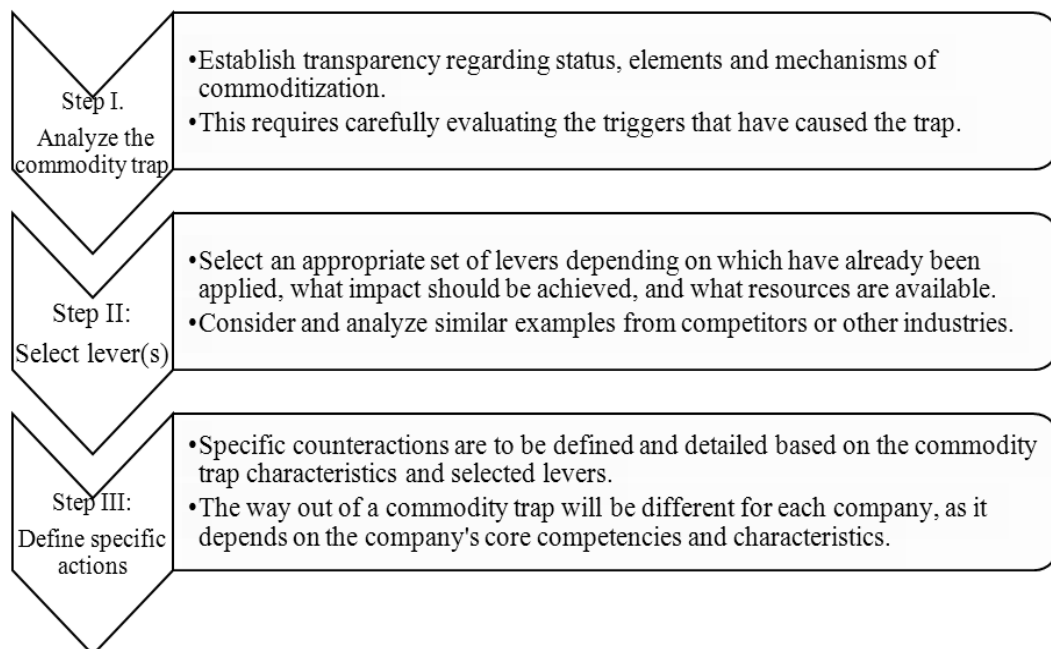 Step I.
Analyze the
commodity trap
•Establish transparency regarding status, elements and mechanisms of
commoditization.
•This requires carefully evaluating the triggers that have caused the trap.
Step II:
Select lever(s)
•Select an appropriate set of levers depending on which have already been
applied, what impact should be achieved, and what resources are available.
•Consider and analyze similar examples from competitors or other industries.
Step III:
Define specific
actions
•Specific counteractions are to be defined and detailed based on the commodity
trap characteristics and selected levers.
•The way out of a commodity trap will be different for each company, as it
depends on the company's core competencies and characteristics.